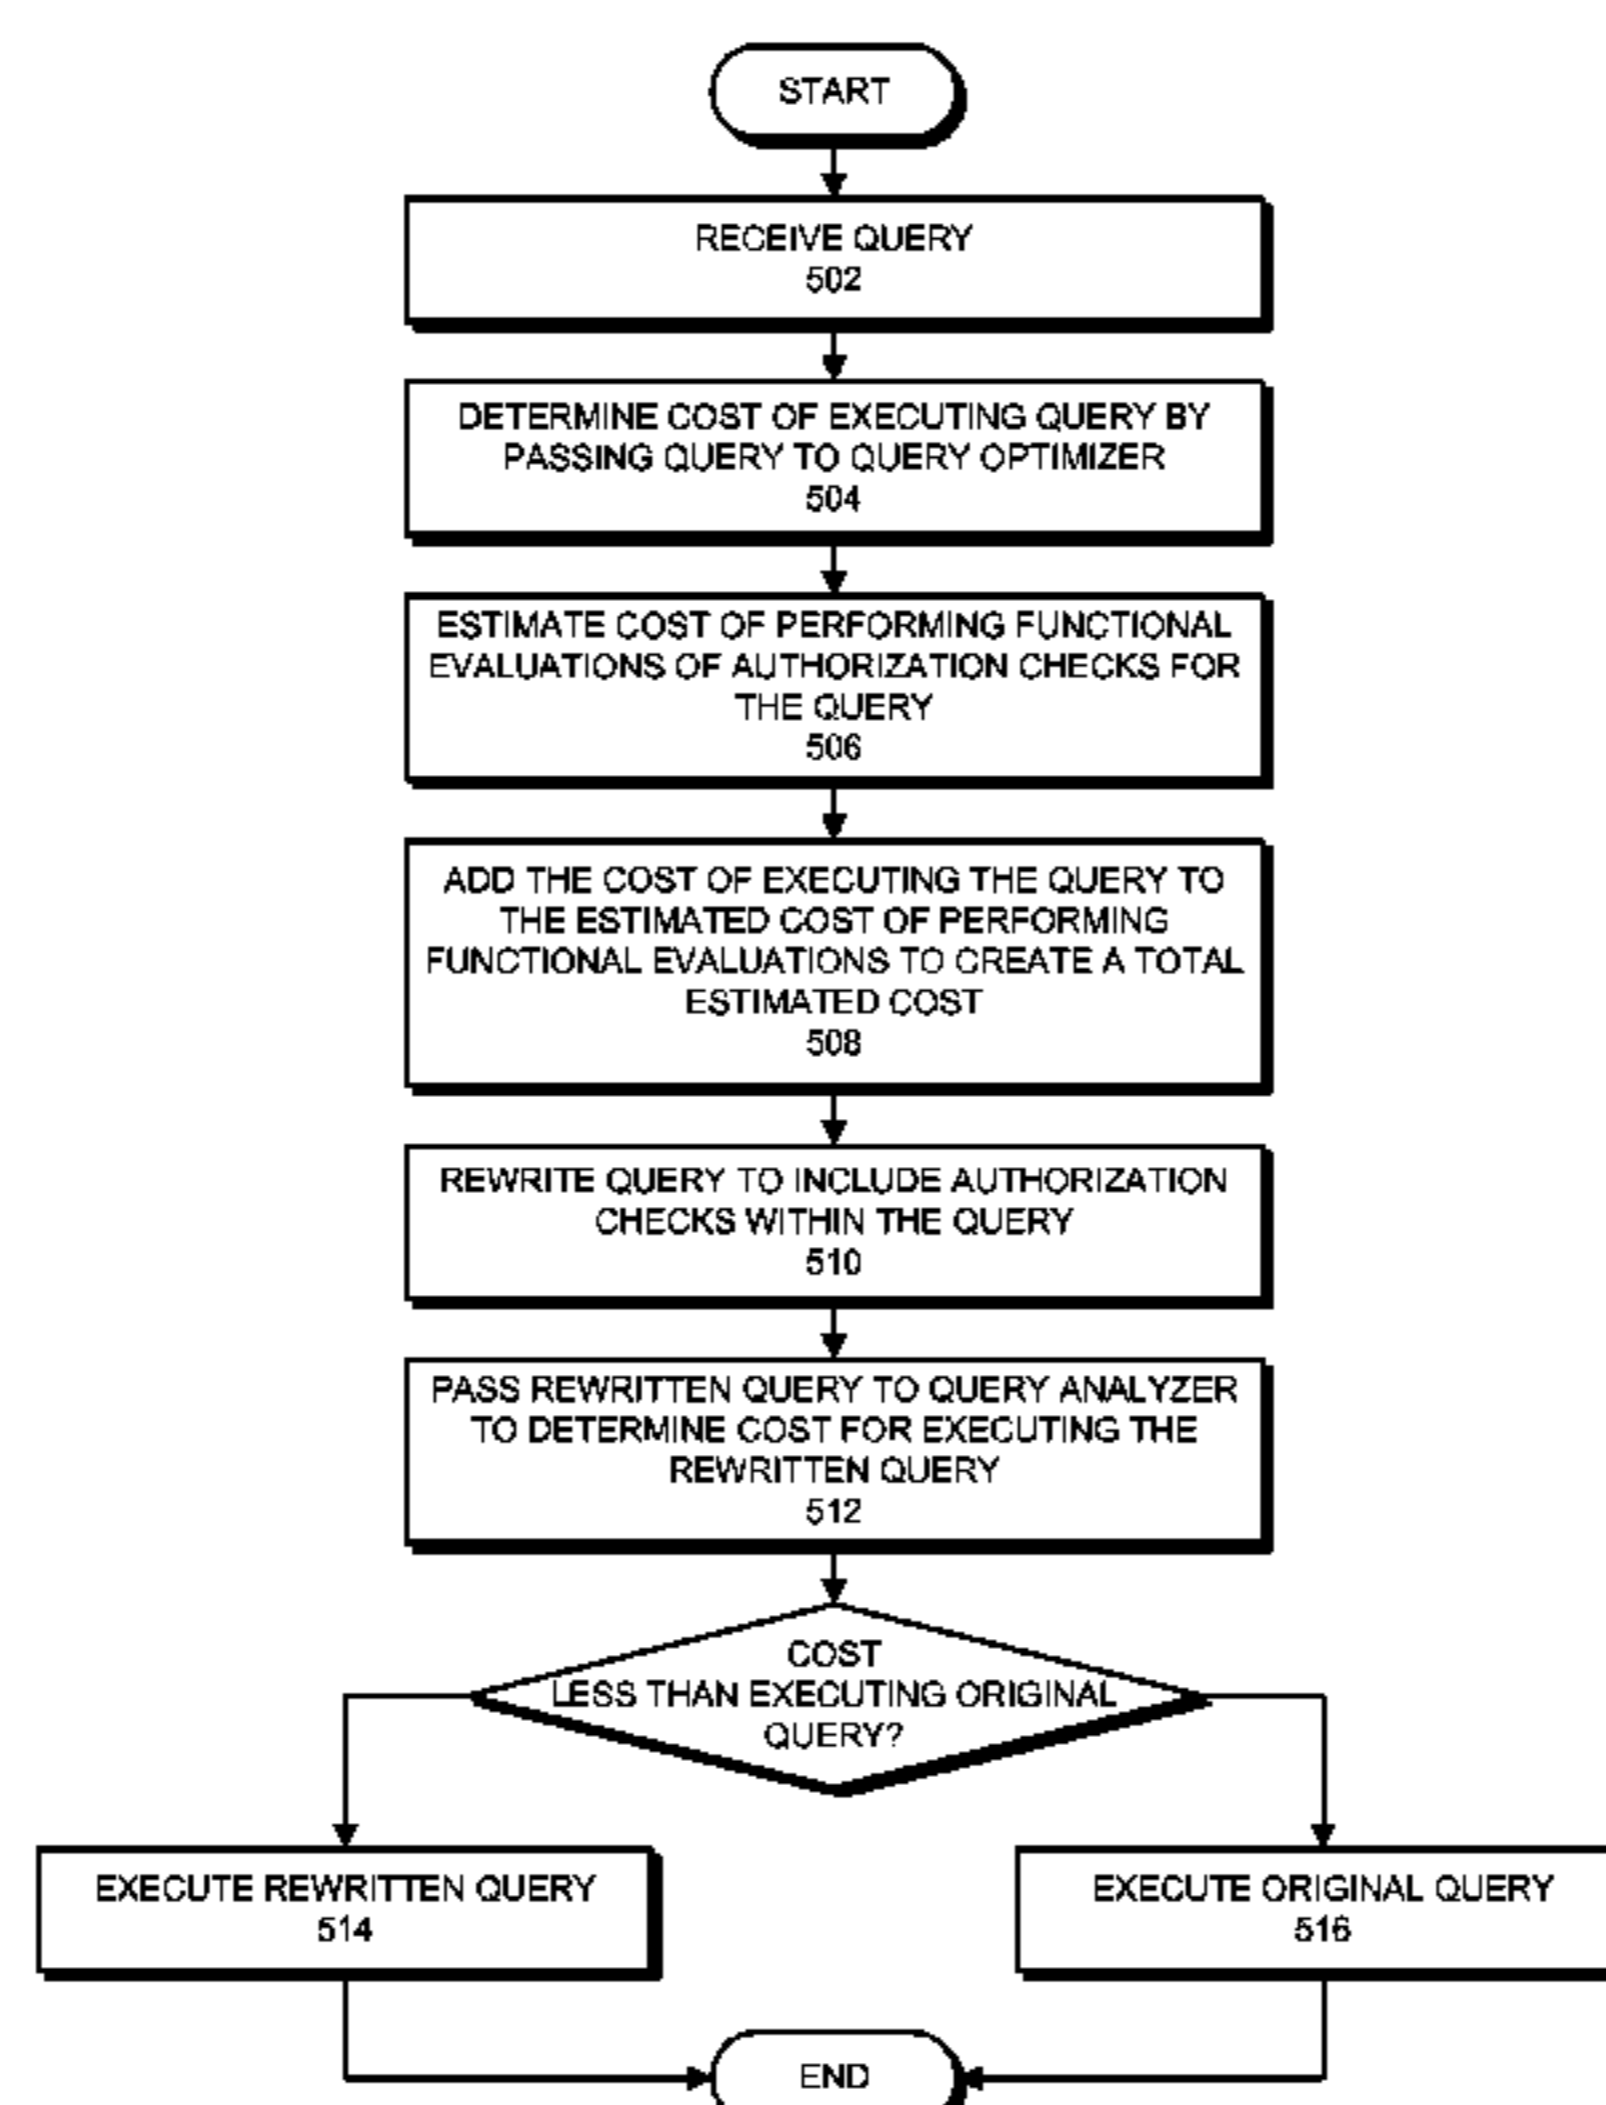 START
RECEIVE QUERY
502
DETERMINE COST OF EXECUTING QUERY BY
PASSING QUERY TO QUERY OPTIMIZER
504
ESTIMATE COST OF PERFORMING FUNCTIONAL
EVALUATIONS OF AUTHORIZATION CHECKS FOR
THE QUERY
506
ADD THE COST OF EXECUTING THE QUERY TO
THE ESTIMATED COST OF PERFORMING
FUNCTIONAL EVALUATIONS TO CREATE A TOTAL
ESTIMATED COST
508
REWRITE QUERY TO INCLUDE AUTHORIZATION
CHECKS WITHIN THE QUERY
510
PASS REWRITTEN QUERY TO QUERY ANALYZER
TO DETERMINE COST FOR EXECUTING THE
REWRITTEN QUERY
512
COST
LESS THAN EXECUTING ORIGINAL
QUERY?
EXECUTE REWRITTEN QUERY
514
EXECUTE ORIGINAL QUERY
516
END